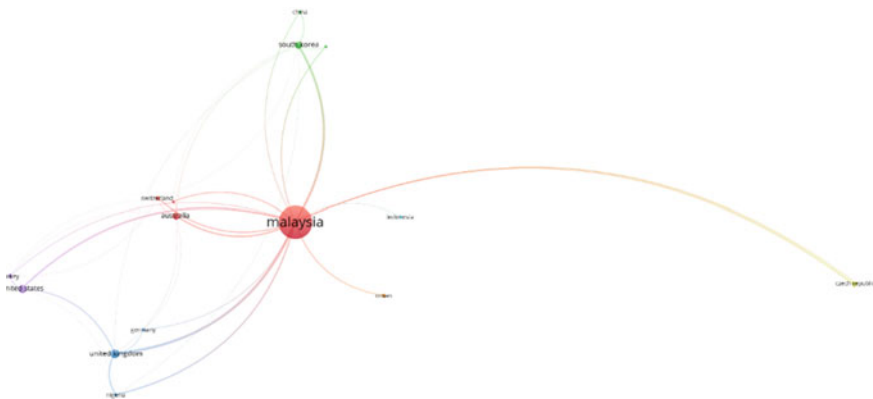 china
south korea
switzerland
australia
malaysia
indonesia
united states
czech republic
germany
united kingdom
nigeria